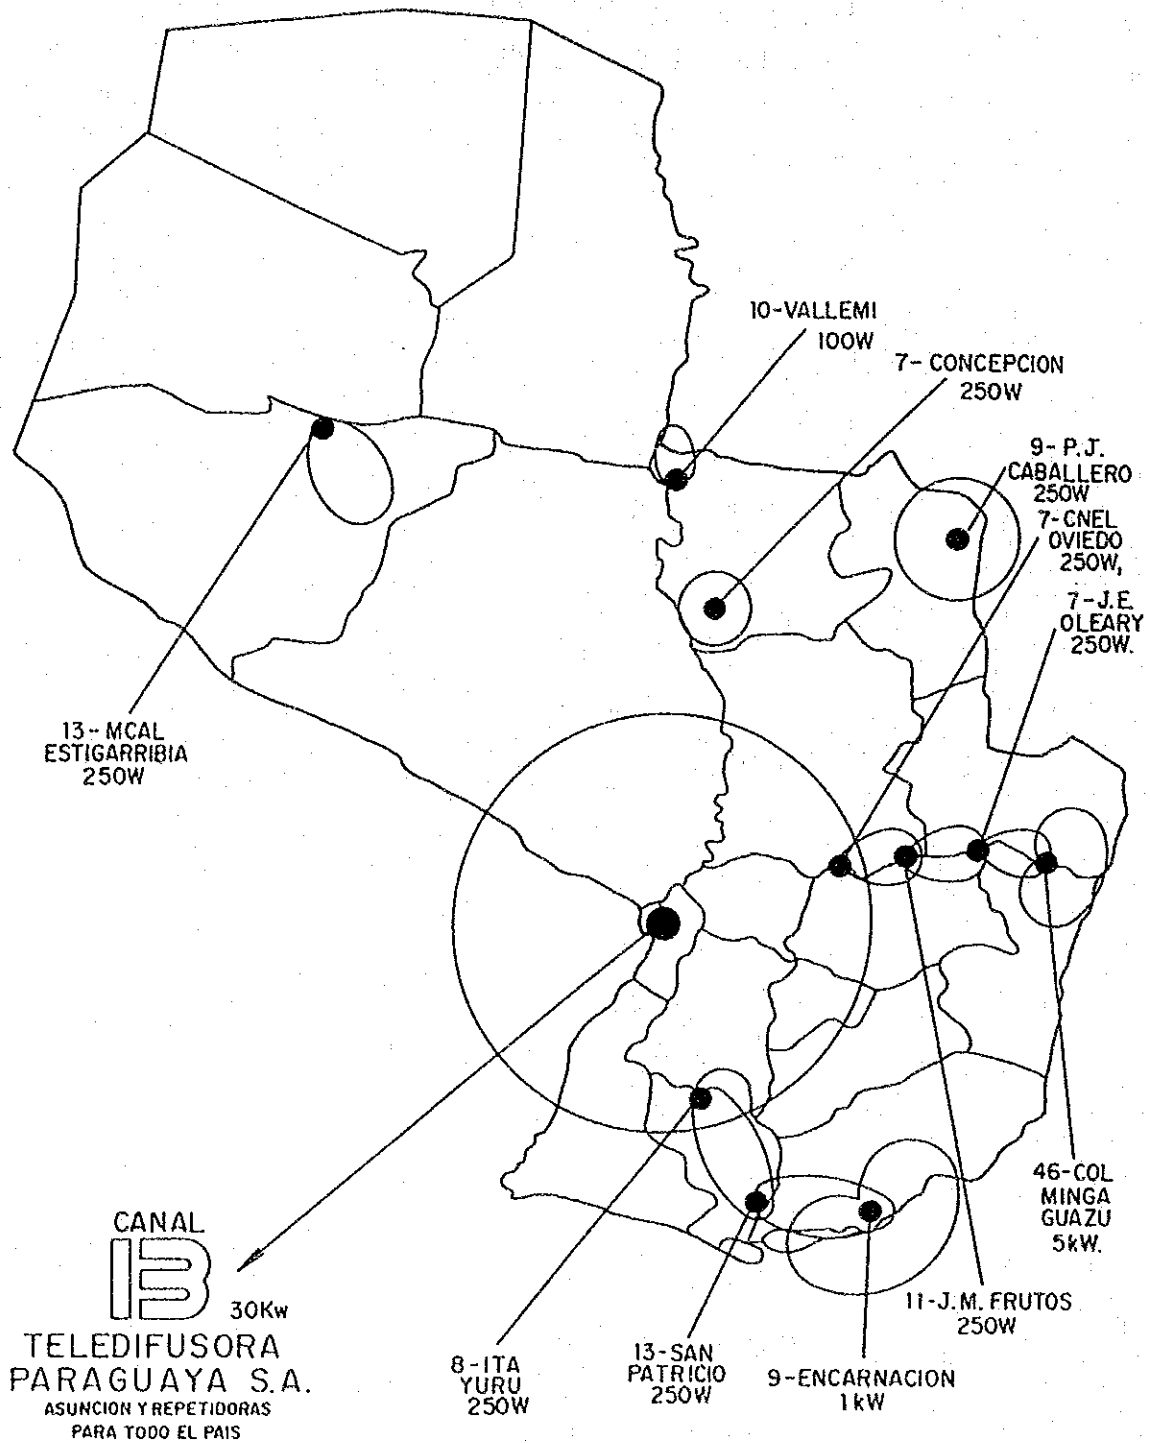 10-VALLEMI
100W
7- CONCEPCION
250W
9- P.J.
CABALLERO
250W
7-CNEL
OVIEDO
250W,
7-J.E.
OLEARY
250W.
13-MCAL
ESTIGARRIBIA
250W
46-COL
MINGA
GUAZU
5kW.
11-J.M. FRUTOS
250W
9-ENCARNACION
1kW
13-SAN
PATRICIO
250W
8-ITA
YURU
250W
CANAL
13
30Kw
TELEDIFUSORA
PARAGUAYA S.A.
ASUNCION Y REPETIDORAS
PARA TODO EL PAIS